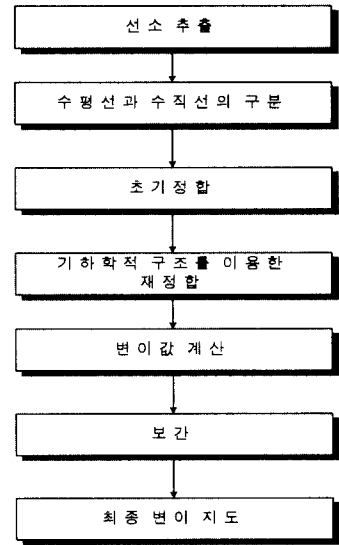 선소 추출
수평선과 수직선의 구분
초기정합
기하학적 구조를 이용한
재정합
변이값 계산
보간
최종 변이 지도